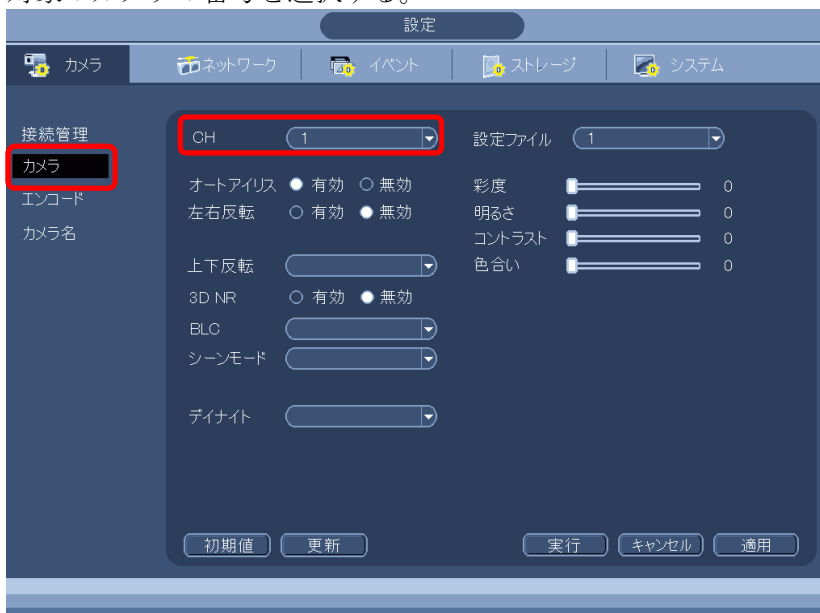 設定
カメラ ネットワーク イベント ストレージ システム
接続管理
カメラ
エンコード
カメラ名
CH 1 設定ファイル 1
オートアイリス 有効 無効 彩度 0
左右反転 有効 無効 明るさ 0
コントラスト 0
上下反転 色合い 0
3D NR 有効 無効
BLC
シーンモード
デイナイト
初期値 更新 実行 キャンセル 適用